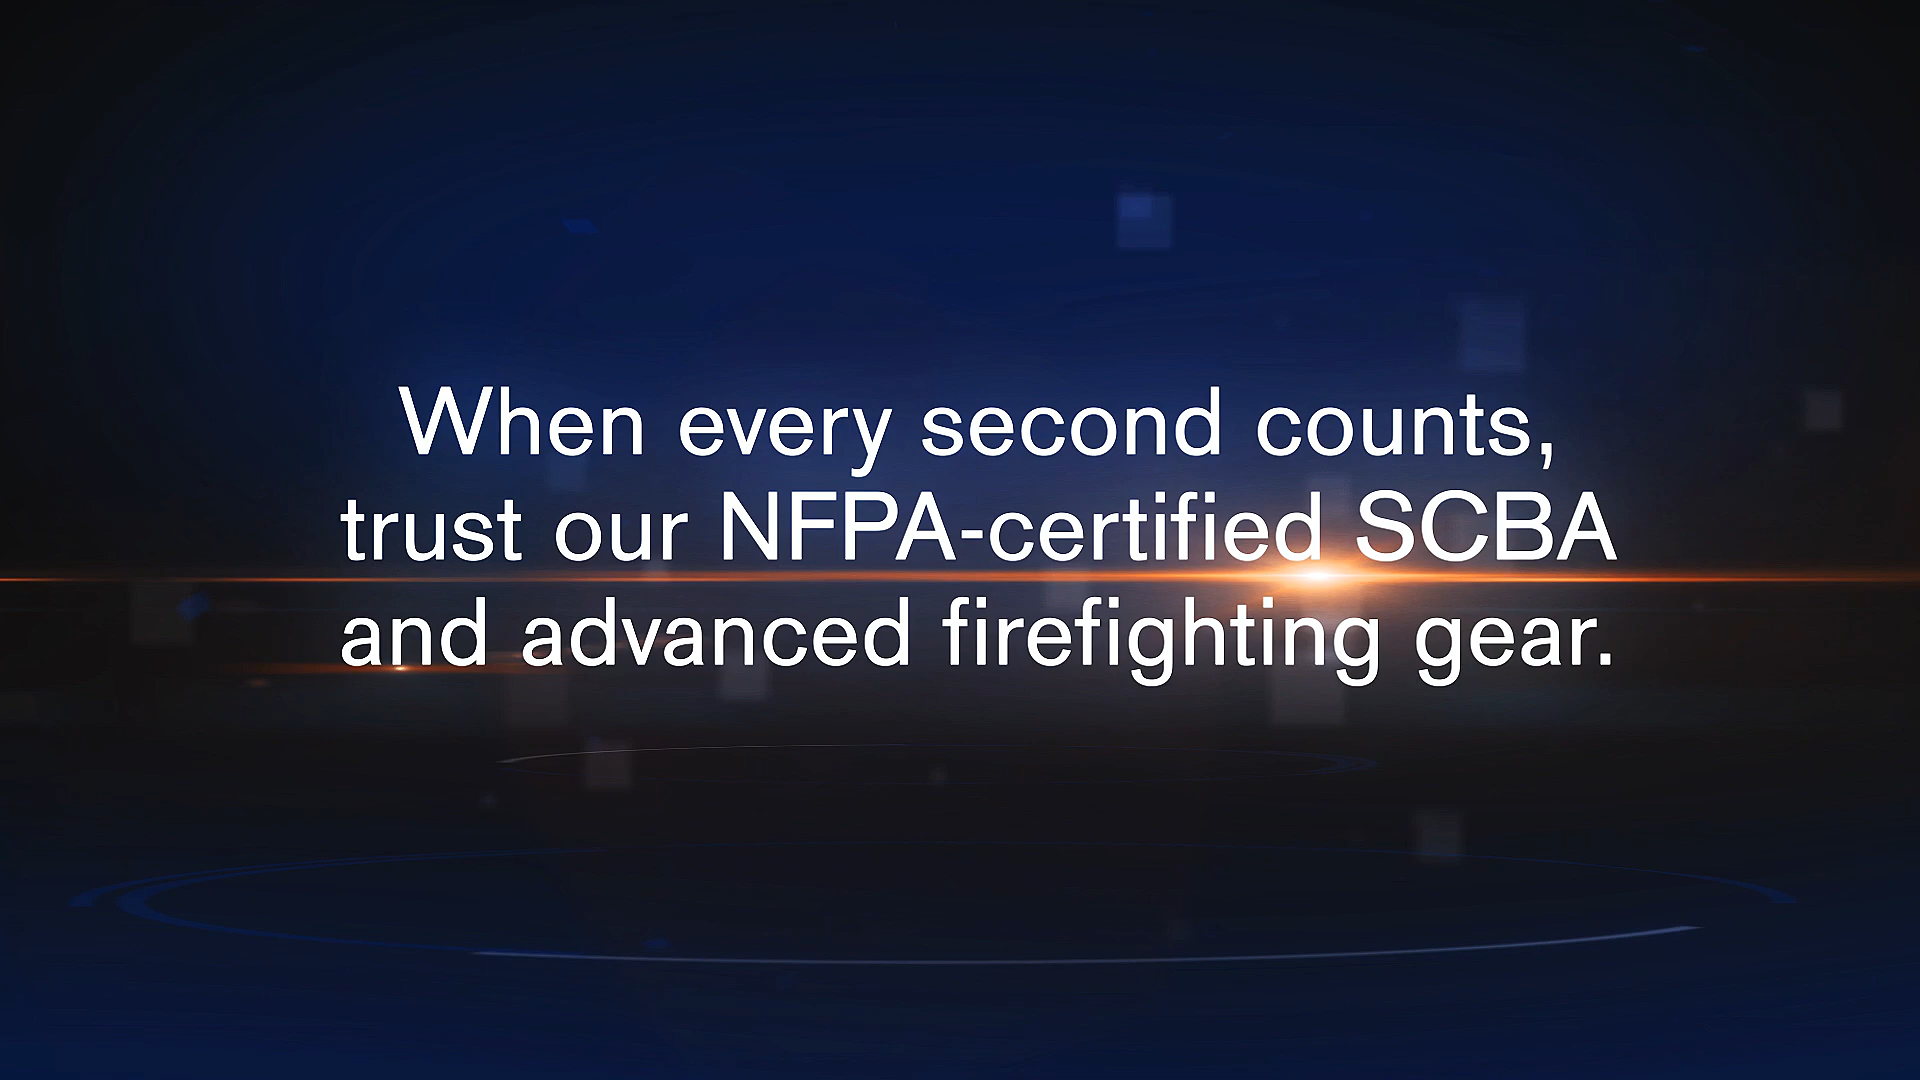 When every second counts,
trust our NFPA-certified SCBA
and advanced firefighting gear.